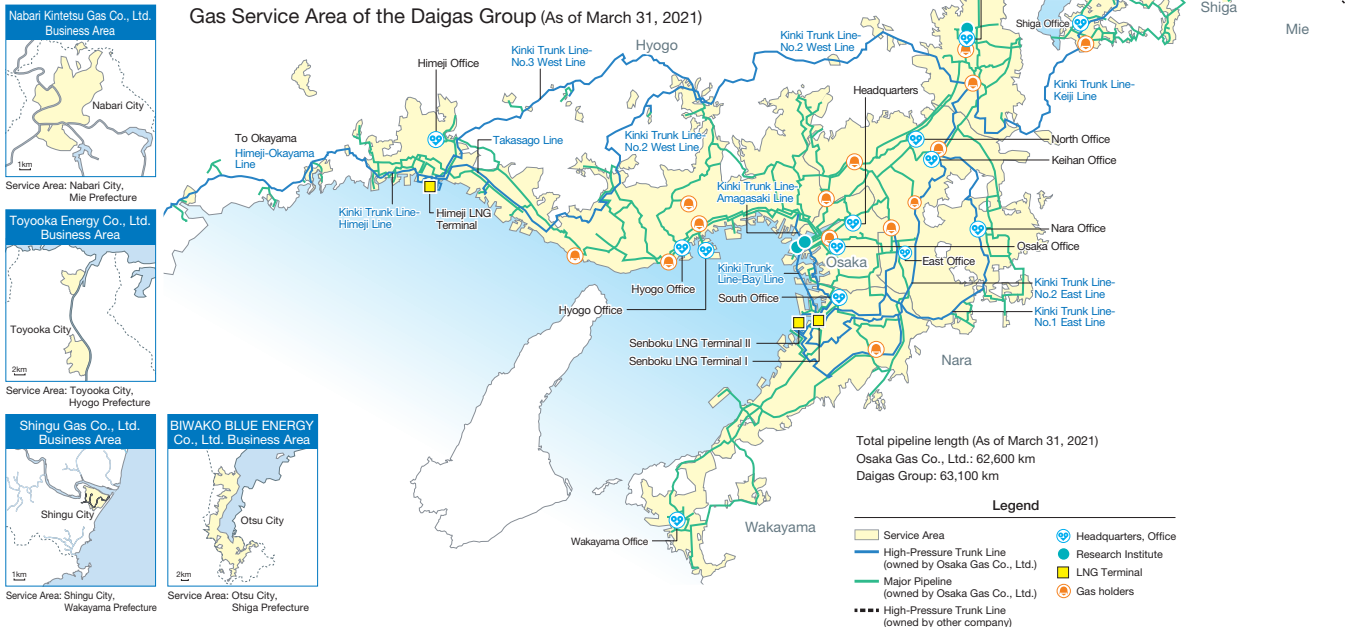 Gas Service Area of the Daigas Group (As of March 31, 2021)
Nabari Kintetsu Gas Co., Ltd.
Business Area
Nabari City
1km
Service Area: Nabari City,
Mie Prefecture
Toyooka Energy Co., Ltd.
Business Area
Toyooka City
2km
Service Area: Toyooka City,
Hyogo Prefecture
Shingu Gas Co., Ltd.
Business Area
Shingu City
1km
Service Area: Shingu City,
Wakayama Prefecture
BIWAKO BLUE ENERGY
Co., Ltd. Business Area
Otsu City
2km
Service Area: Otsu City,
Shiga Prefecture
Shiga
Mie
Shiga Office
Hyogo
Kinki Trunk Line-
No.3 West Line
Kinki Trunk Line-
No.2 West Line
Himeji Office
Headquarters
Kinki Trunk Line-
Keiji Line
To Okayama
Himeji-Okayama
Line
Takasago Line
Kinki Trunk Line-
No.2 West Line
North Office
Keihan Office
Kinki Trunk Line-
Himeji Line
Himeji LNG
Terminal
Kinki Trunk Line-
Amagasaki Line
Nara Office
Osaka Office
East Office
Osaka
Kinki Trunk
Line-Bay Line
Hyogo Office
Hyogo Office
South Office
Kinki Trunk Line-
No.2 East Line
Kinki Trunk Line-
No.1 East Line
Senboku LNG Terminal II
Senboku LNG Terminal I
Nara
Wakayama
Wakayama Office
Total pipeline length (As of March 31, 2021)
Osaka Gas Co., Ltd.: 62,600 km
Daigas Group: 63,100 km
Legend
Service Area
High-Pressure Trunk Line
(owned by Osaka Gas Co., Ltd.)
Major Pipeline
(owned by Osaka Gas Co., Ltd.)
High-Pressure Trunk Line
(owned by other company)
Headquarters, Office
Research Institute
LNG Terminal
Gas holders